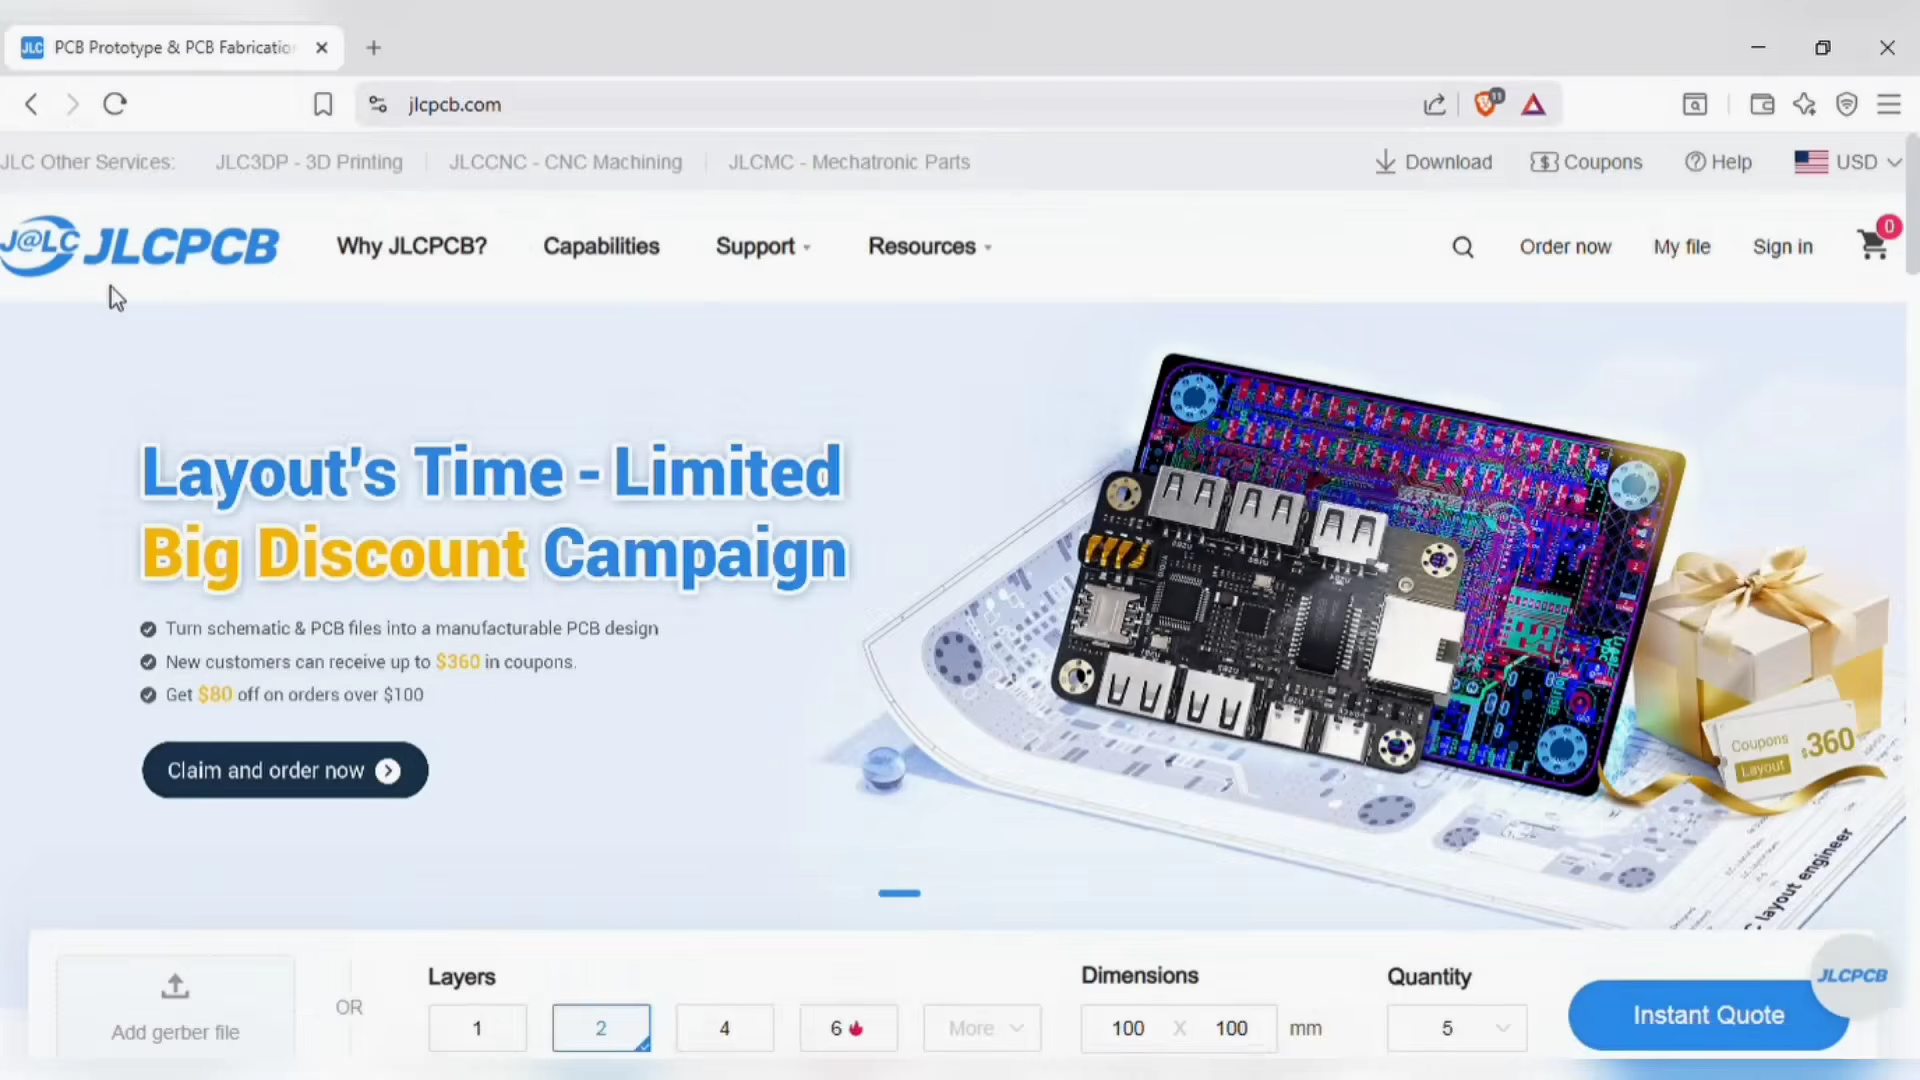 JLC PCB Prototype & PCB Fabricatio
jlcpcb.com
11
JLC Other Services:
JLC3DP - 3D Printing
JLCCNC - CNC Machining
JLCMC - Mechatronic Parts
Download
Coupons
Help
USD
J@LC JLCPCB
Why JLCPCB?
Capabilities
Support
Resources
Order now
My file
Sign in
0
Layout's Time - Limited
Big Discount Campaign
Turn schematic & PCB files into a manufacturable PCB design
New customers can receive up to $360 in coupons.
Get $80 off on orders over $100
Claim and order now
Coupons
Layout
$360
layout engineer
Add gerber file
OR
Layers
1
2
4
6
More
Dimensions
100 X 100 mm
Quantity
5
Instant Quote
JLCPCB